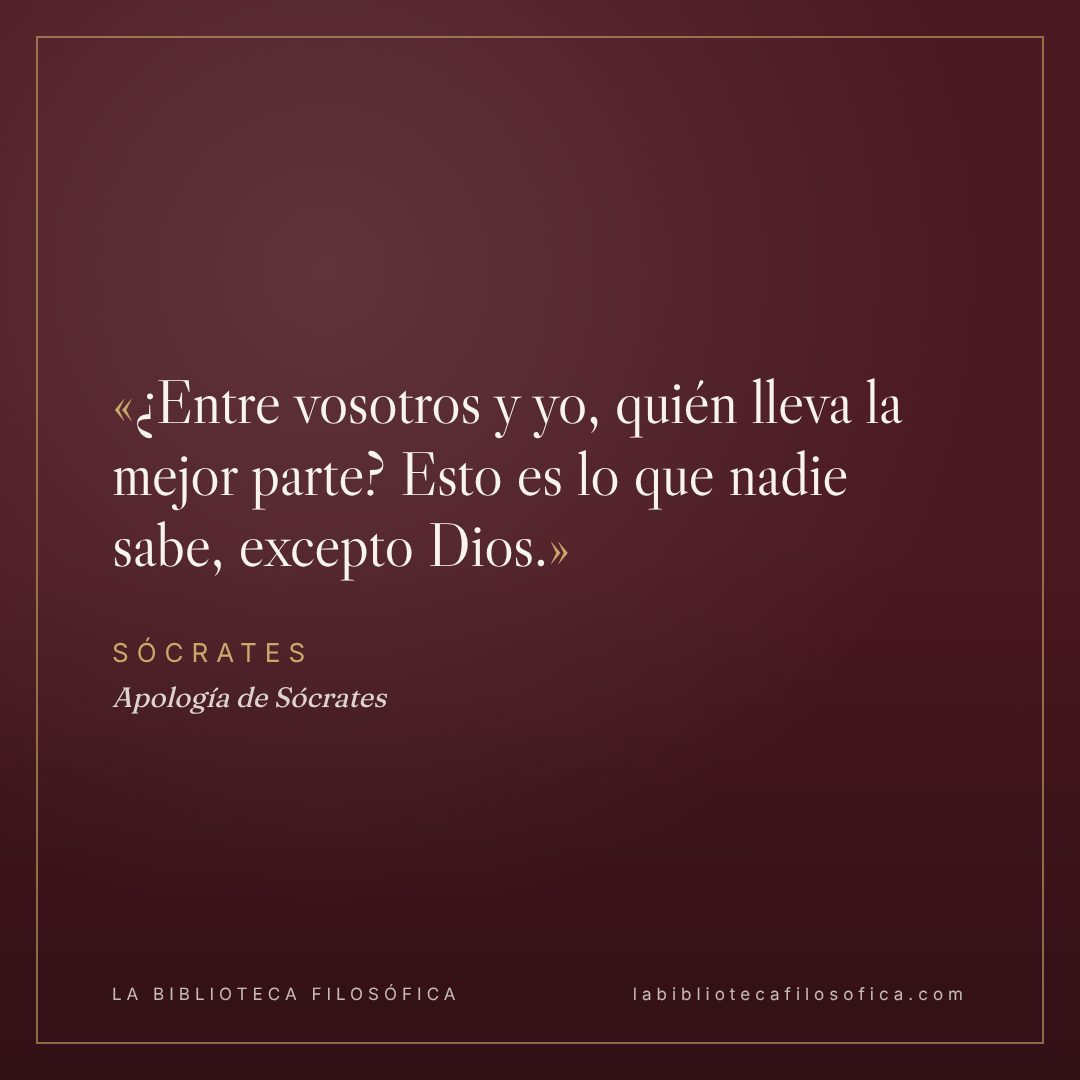 «¿Entre vosotros y yo, quién lleva la
mejor parte? Esto es lo que nadie
sabe, excepto Dios.»
SÓCRATES
Apología de Sócrates
LA BIBLIOTECA FILOSÓFICA
labibliotecafilosofica.com